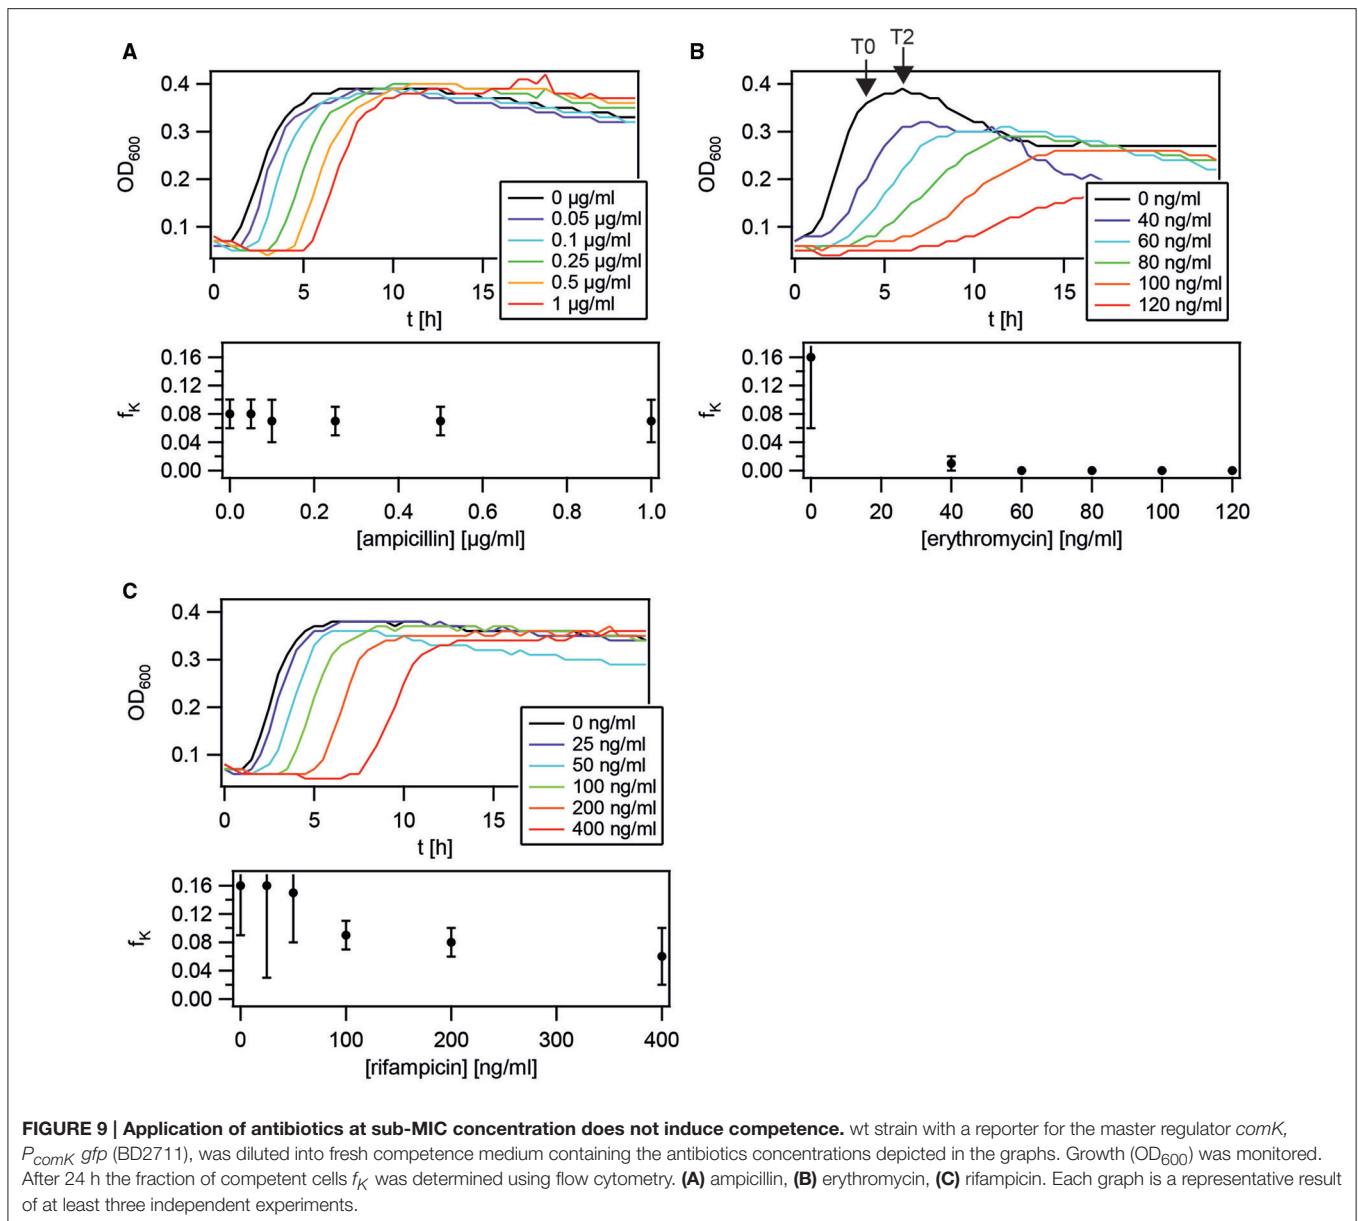 A
0.4
0.3
0.2
0.1
OD600
0 µg/ml
0.05 µg/ml
0.1 µg/ml
0.25 µg/ml
0.5 µg/ml
1 µg/ml
0 5 10 15
t [h]
0.16
0.12
0.08
0.04
0.00
fK
0.0 0.2 0.4 0.6 0.8 1.0
[ampicillin] [µg/ml]
B
T0 T2
0.4
0.3
0.2
0.1
OD600
0 ng/ml
40 ng/ml
60 ng/ml
80 ng/ml
100 ng/ml
120 ng/ml
0 5 10 15
t [h]
0.16
0.12
0.08
0.04
0.00
fK
0 20 40 60 80 100 120
[erythromycin] [ng/ml]
C
0.4
0.3
0.2
0.1
OD600
0 ng/ml
25 ng/ml
50 ng/ml
100 ng/ml
200 ng/ml
400 ng/ml
0 5 10 15
t [h]
0.16
0.12
0.08
0.04
0.00
fK
0 100 200 300 400
[rifampicin] [ng/ml]
FIGURE 9 | Application of antibiotics at sub-MIC concentration does not induce competence. wt strain with a reporter for the master regulator comK,
PcomK gfp (BD2711), was diluted into fresh competence medium containing the antibiotics concentrations depicted in the graphs. Growth (OD600) was monitored.
After 24 h the fraction of competent cells fK was determined using flow cytometry. (A) ampicillin, (B) erythromycin, (C) rifampicin. Each graph is a representative result
of at least three independent experiments.